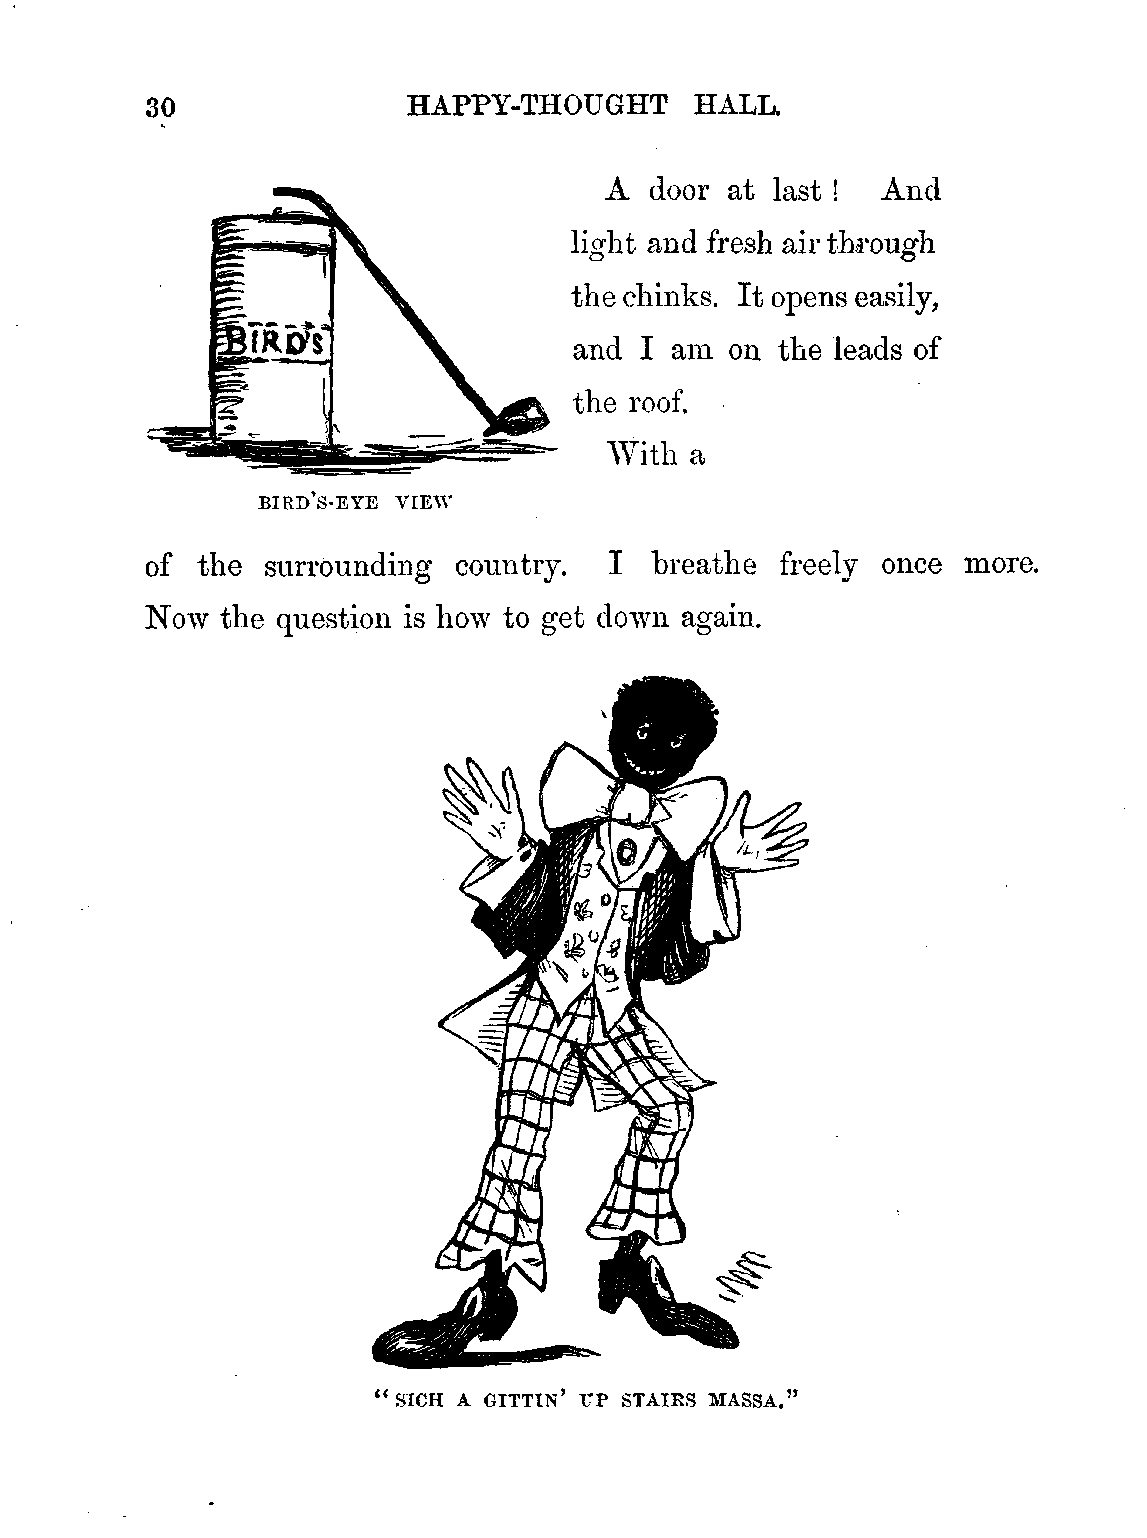 30 HAPPY-THOUGHT HALL.
A door at last! And
light and fresh air through
the chinks. It opens easily,
and I am on the leads of
the roof.
With a
BIRD'S
BIRD'S-EYE VIEW
of the surrounding country. I breathe freely once more.
Now the question is how to get down again.
"SICH A GITTIN' UP STAIRS MASSA."